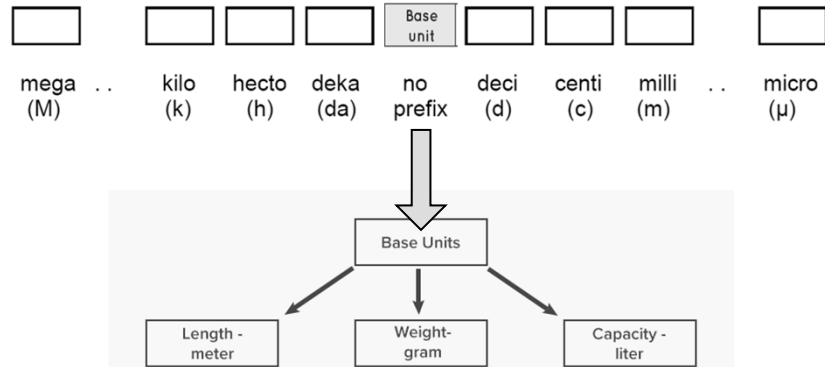 Base
unit
mega . . kilo hecto deka no deci centi milli . . micro
(M) (k) (h) (da) prefix (d) (c) (m) (μ)
Base Units
Length - Weight- Capacity -
meter gram liter